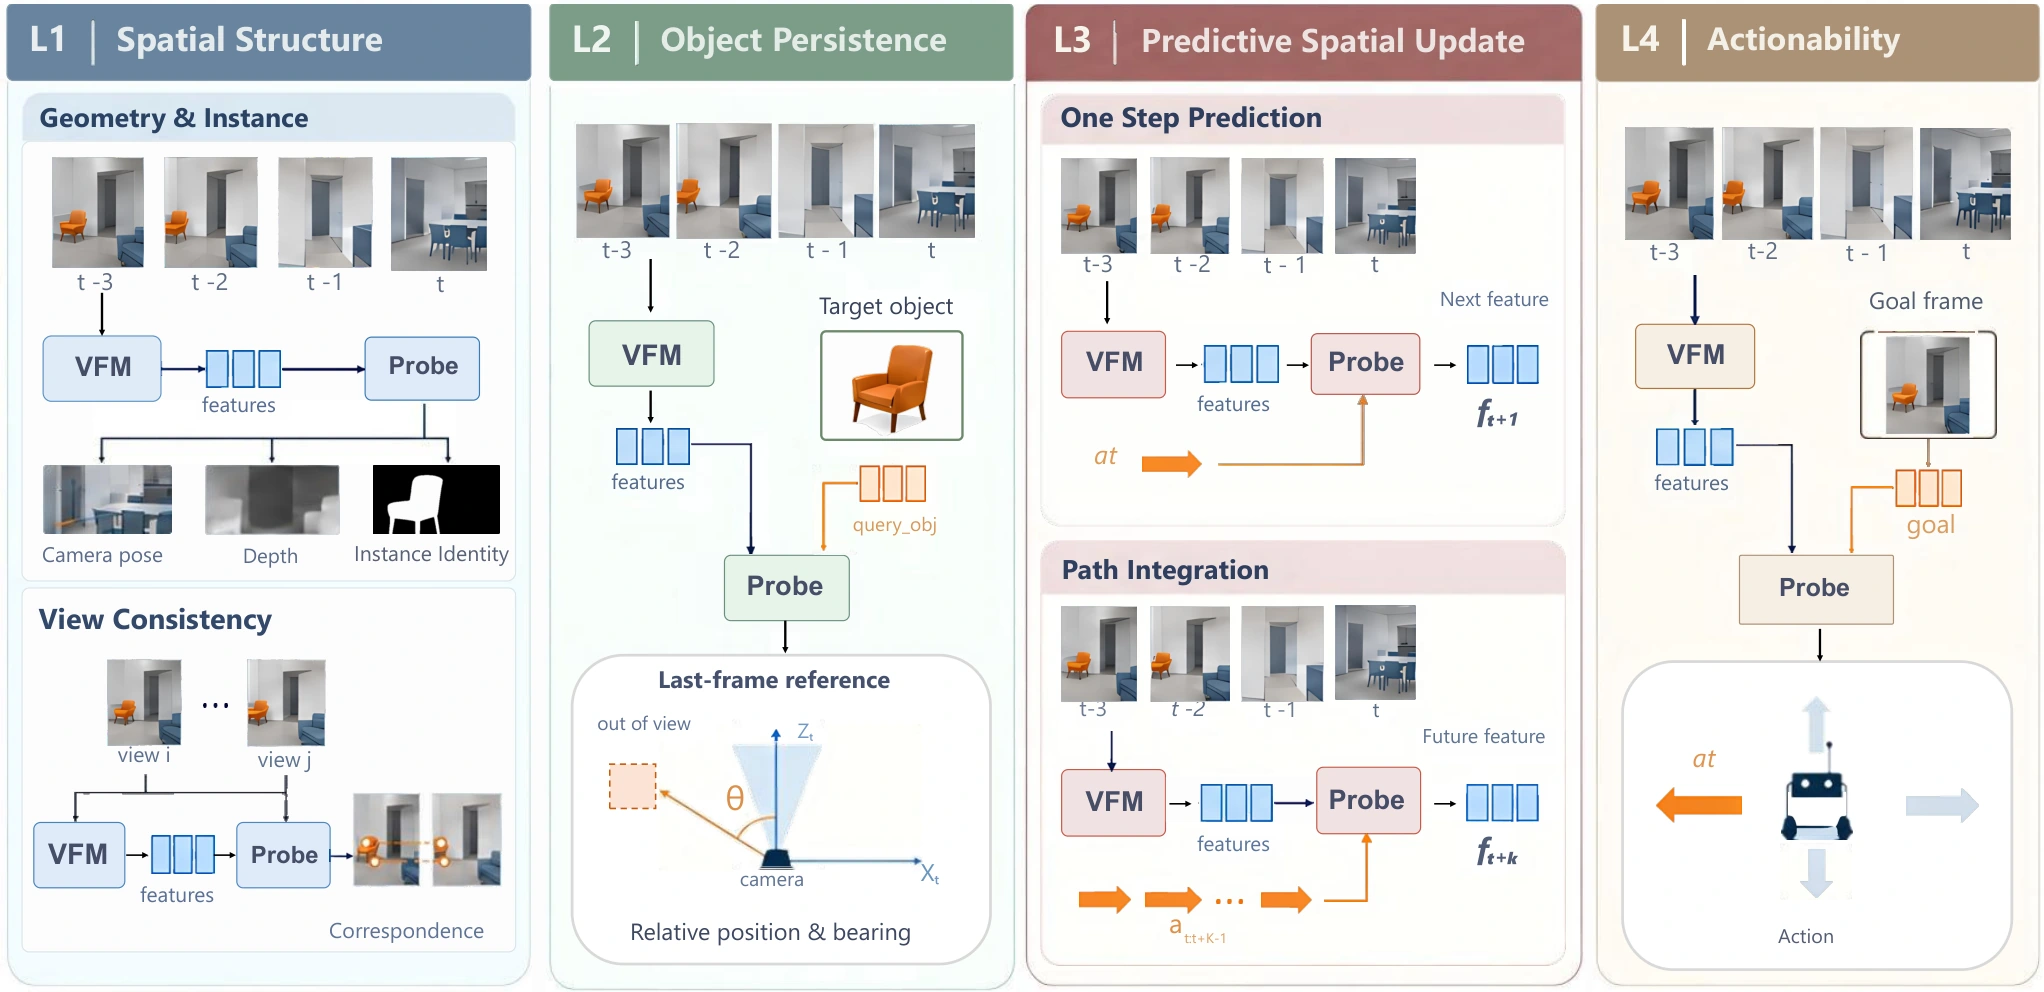 L1 | Spatial Structure
Geometry & Instance
t -3
t -2
t -1
t
VFM
features
Probe
Camera pose
Depth
Instance Identity
View Consistency
view i
...
view j
VFM
features
Probe
Correspondence
L2 | Object Persistence
t-3
t -2
t - 1
t
Target object
VFM
features
query_obj
Probe
Last-frame reference
out of view
Zt
θ
camera
Xt
Relative position & bearing
L3 | Predictive Spatial Update
One Step Prediction
t-3
t -2
t - 1
t
Next feature
VFM
features
Probe
ft+1
at
Path Integration
t-3
t -2
t -1
t
Future feature
VFM
features
Probe
ft+k
...
a t:t+K-1
L4 | Actionability
t-3
t-2
t - 1
t
Goal frame
VFM
features
goal
Probe
at
Action